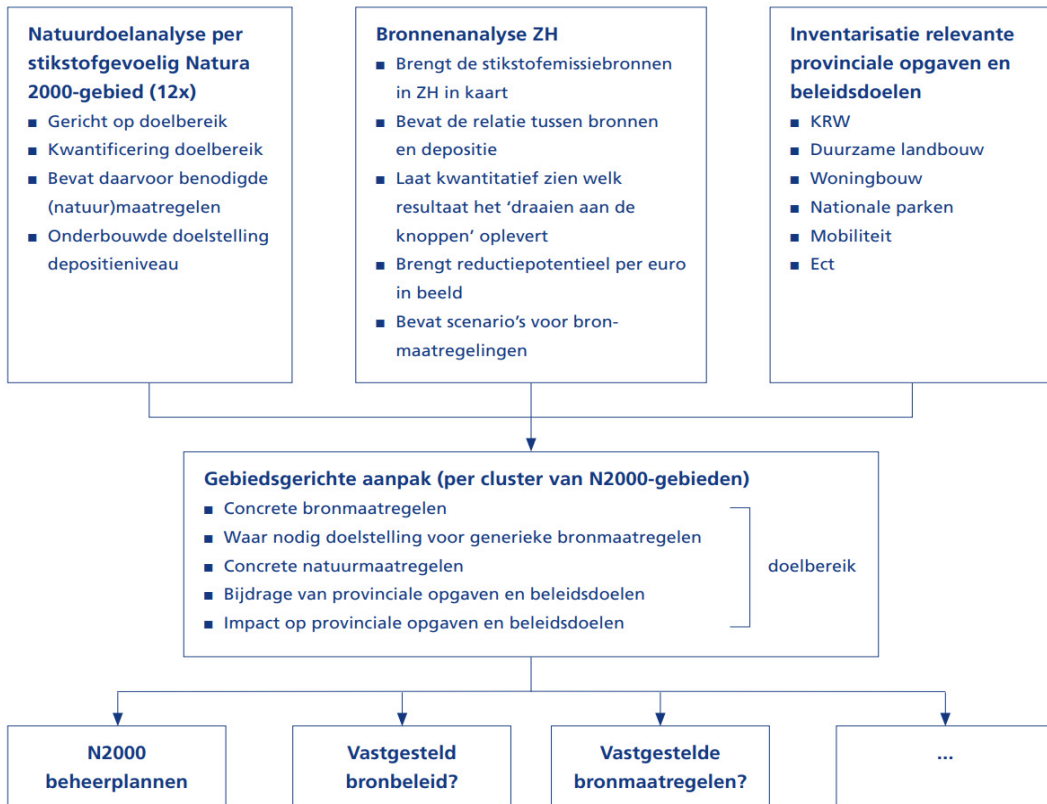 Natuurdoelanalyse per
stikstofgevoelig Natura
2000-gebied (12x)
■ Gericht op doelbereik
■ Kwantificering doelbereik
■ Bevat daarvoor benodigde
(natuur)maatregelen
■ Onderbouwde doelstelling
depositieniveau
Bronnenanalyse ZH
■ Brengt de stikstofemissiebronnen
in ZH in kaart
■ Bevat de relatie tussen bronnen
en depositie
■ Laat kwantitatief zien welk
resultaat het ‘draaien aan de
knoppen’ oplevert
■ Brengt reductiepotentieel per euro
in beeld
■ Bevat scenario’s voor bron-
maatregelingen
Inventarisatie relevante
provinciale opgaven en
beleidsdoelen
■ KRW
■ Duurzame landbouw
■ Woningbouw
■ Nationale parken
■ Mobiliteit
■ Ect
Gebiedsgerichte aanpak (per cluster van N2000-gebieden)
■ Concrete bronmaatregelen
■ Waar nodig doelstelling voor generieke bronmaatregelen
■ Concrete natuurmaatregelen
■ Bijdrage van provinciale opgaven en beleidsdoelen
■ Impact op provinciale opgaven en beleidsdoelen
doelbereik
N2000
beheerplannen
Vastgesteld
bronbeleid?
Vastgestelde
bronmaatregelen?
...